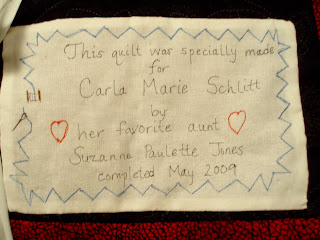 This quilt was specially made
for
Carla Marie Schlitt
by
her favorite aunt
Suzanne Paulette Jones
completed May 2009